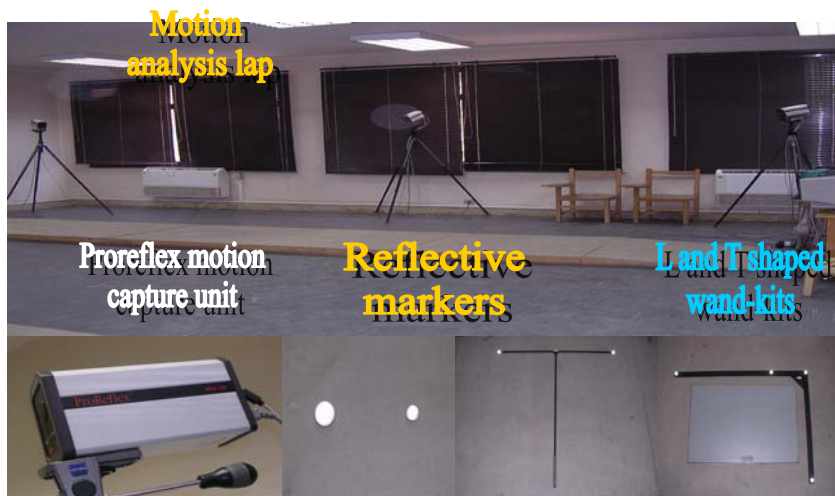 Motion
analysis lap
Proreflex motion
capture unit
Reflective
markers
L and T shaped
wand-kits
ProReflex